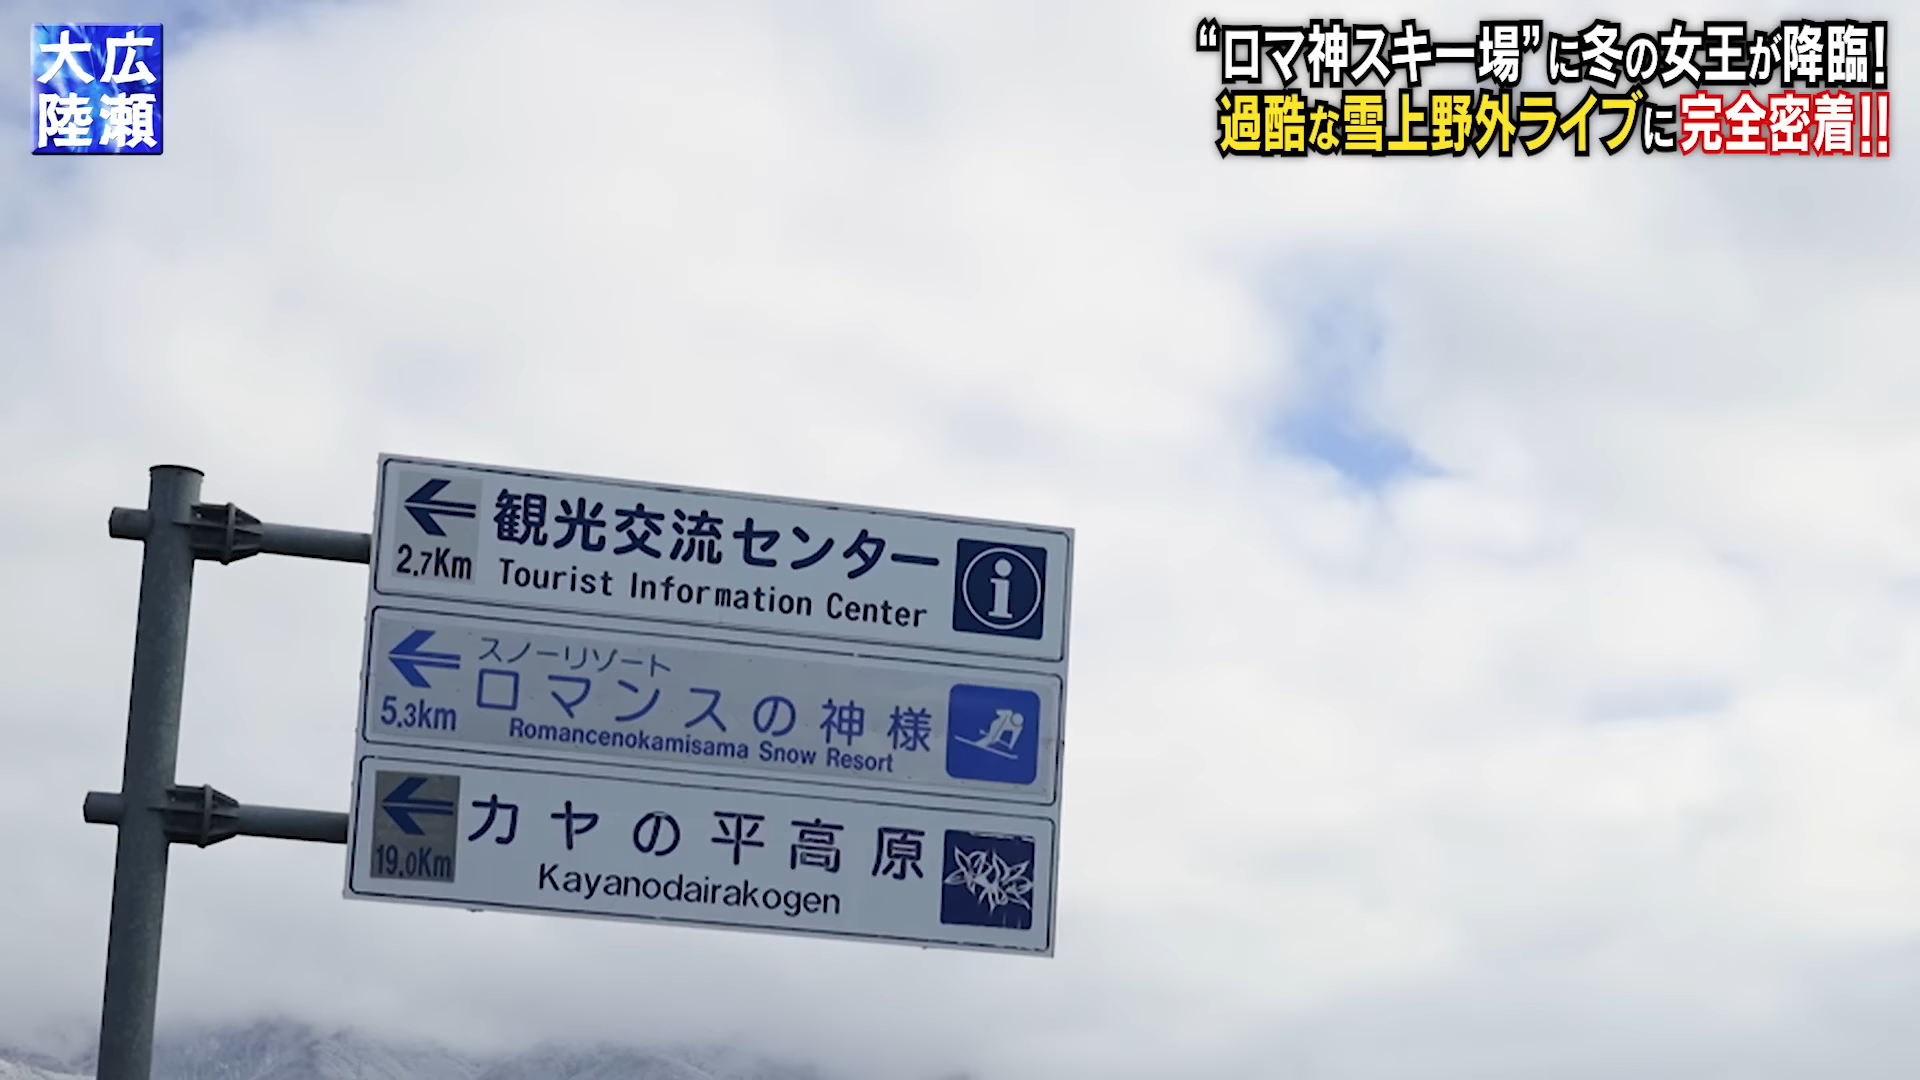 広瀬
大陸
“ロマ神スキー場”に冬の女王が降臨!
過酷な雪上野外ライブに完全密着!!
観光交流センター
2.7Km
Tourist Information Center
スノーリゾート
ロマンスの神様
5.3km
Romancenokamisama Snow Resort
カヤの平高原
19.0Km
Kayanodairakogen